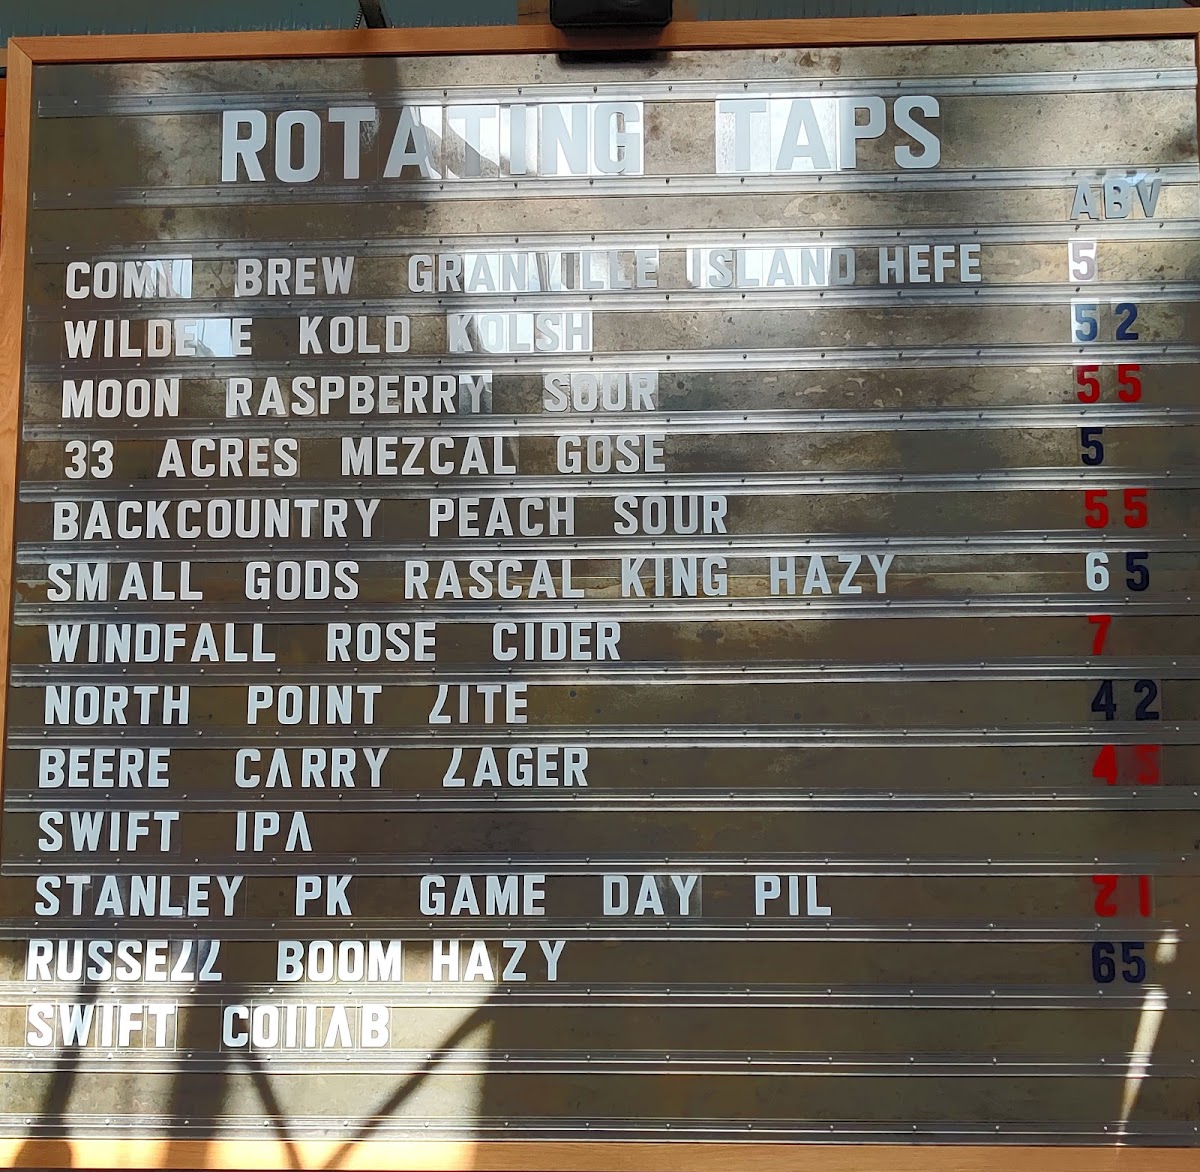 ROTATING TAPS
ABV
COMM BREW GRANVILLE ISLAND HEFE 5
WILDEYE KOLD KOLSH 5 2
MOON RASPBERRY SOUR 5 5
33 ACRES MEZCAL GOSE 5
BACKCOUNTRY PEACH SOUR 5 5
SMALL GODS RASCAL KING HAZY 6 5
WINDFALL ROSE CIDER 7
NORTH POINT LITE 4 2
BEERE CARRY LAGER 4 5
SWIFT IPA
STANLEY PK GAME DAY PIL
RUSSELL BOOM HAZY 65
SWIFT COllAB